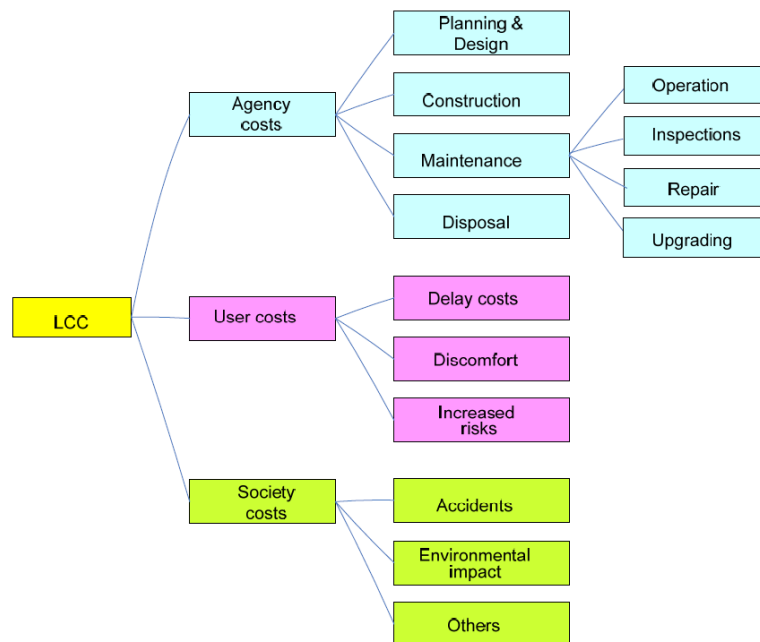 Planning &
Design
Agency
costs
Construction
Maintenance
Disposal
Operation
Inspections
Repair
Upgrading
LCC
User costs
Delay costs
Discomfort
Increased
risks
Society
costs
Accidents
Environmental
impact
Others